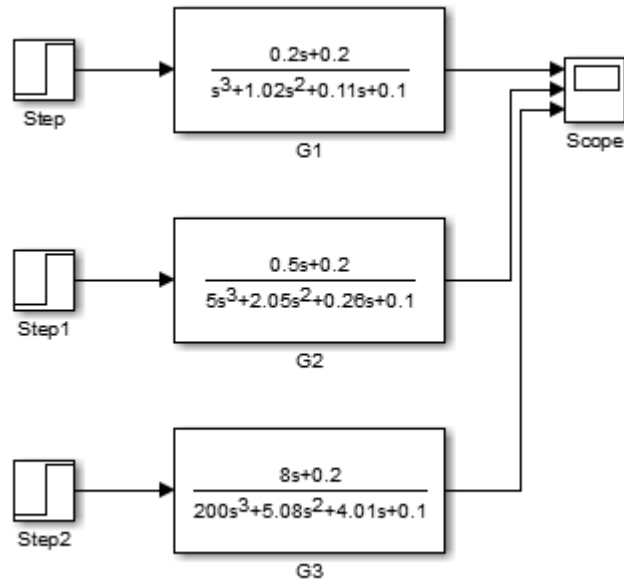 Step
0.2s+0.2
s³+1.02s²+0.11s+0.1
G1
Scope
Step1
0.5s+0.2
5s³+2.05s²+0.26s+0.1
G2
Step2
8s+0.2
200s³+5.08s²+4.01s+0.1
G3